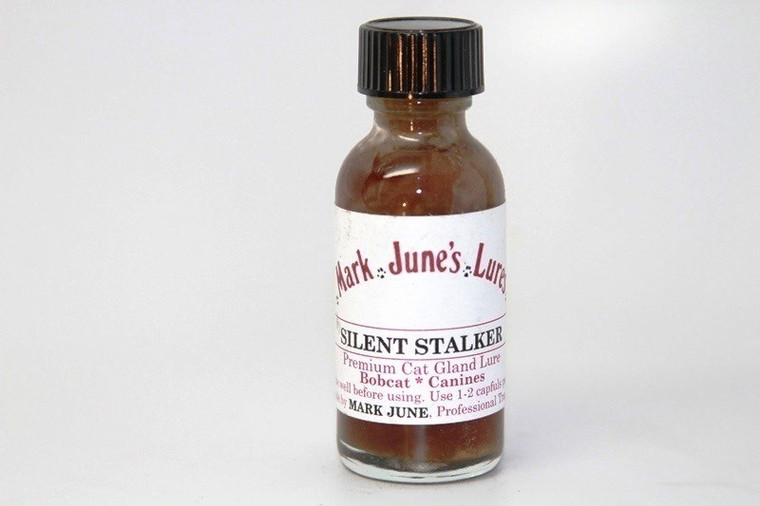 Mark June's Lures
SILENT STALKER
Premium Cat Gland Lure
Bobcat * Canines
well before using. Use 1-2 capfuls
by MARK JUNE, Professional